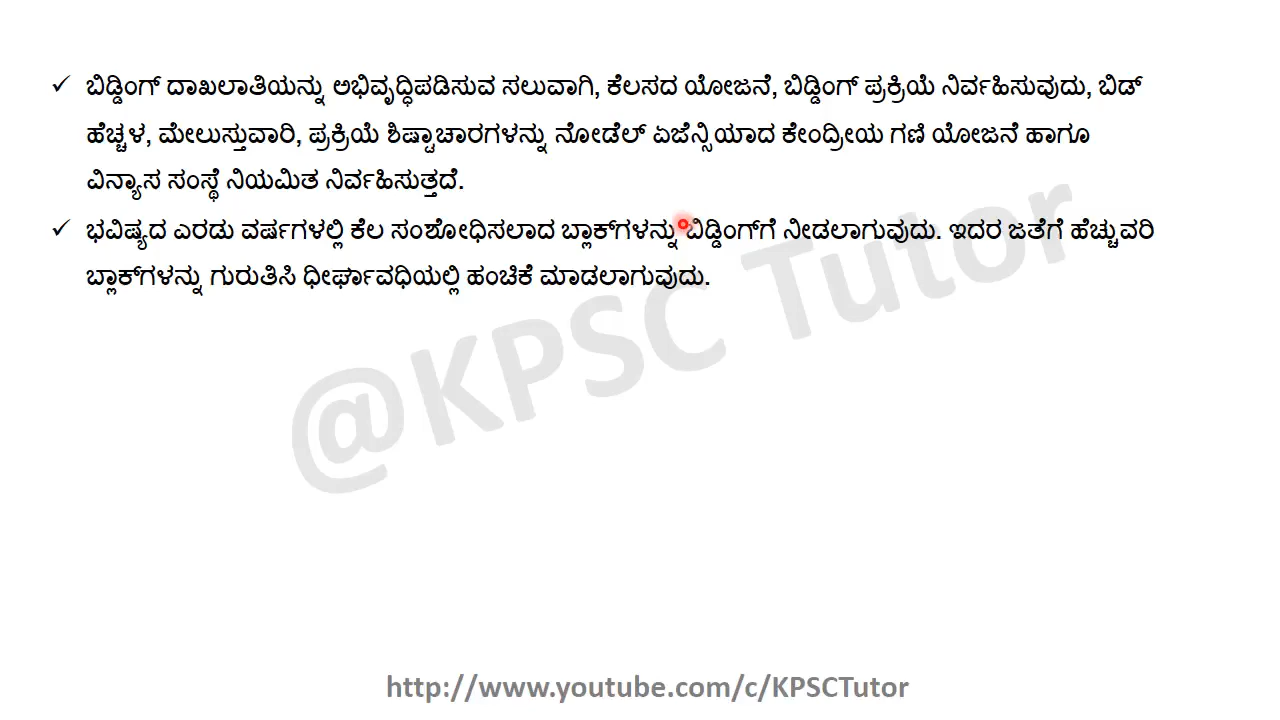 ✓ ಬಿಡ್ಡಿಂಗ್ ದಾಖಲಾತಿಯನ್ನು ಅಭಿವೃದ್ಧಿಪಡಿಸುವ ಸಲುವಾಗಿ, ಕೆಲಸದ ಯೋಜನೆ, ಬಿಡ್ಡಿಂಗ್ ಪ್ರಕ್ರಿಯೆ ನಿರ್ವಹಿಸುವುದು, ಬಿಡ್
ಹೆಚ್ಚಳ, ಮೇಲುಸ್ತುವಾರಿ, ಪ್ರಕ್ರಿಯೆ ಶಿಷ್ಟಾಚಾರಗಳನ್ನು ನೋಡೆಲ್ ಏಜೆನ್ಸಿಯಾದ ಕೇಂದ್ರೀಯ ಗಣಿ ಯೋಜನೆ ಹಾಗೂ
ವಿನ್ಯಾಸ ಸಂಸ್ಥೆ ನಿಯಮಿತ ನಿರ್ವಹಿಸುತ್ತದೆ.
✓ ಭವಿಷ್ಯದ ಎರಡು ವರ್ಷಗಳಲ್ಲಿ ಕೆಲ ಸಂಶೋಧಿಸಲಾದ ಬ್ಲಾಕ್‌ಗಳನ್ನು ಬಿಡ್ಡಿಂಗ್‌ಗೆ ನೀಡಲಾಗುವುದು. ಇದರ ಜತೆಗೆ ಹೆಚ್ಚುವರಿ
ಬ್ಲಾಕ್‌ಗಳನ್ನು ಗುರುತಿಸಿ ಧೀರ್ಘಾವಧಿಯಲ್ಲಿ ಹಂಚಿಕೆ ಮಾಡಲಾಗುವುದು.
@KPSC Tutor
http://www.youtube.com/c/KPSCTutor